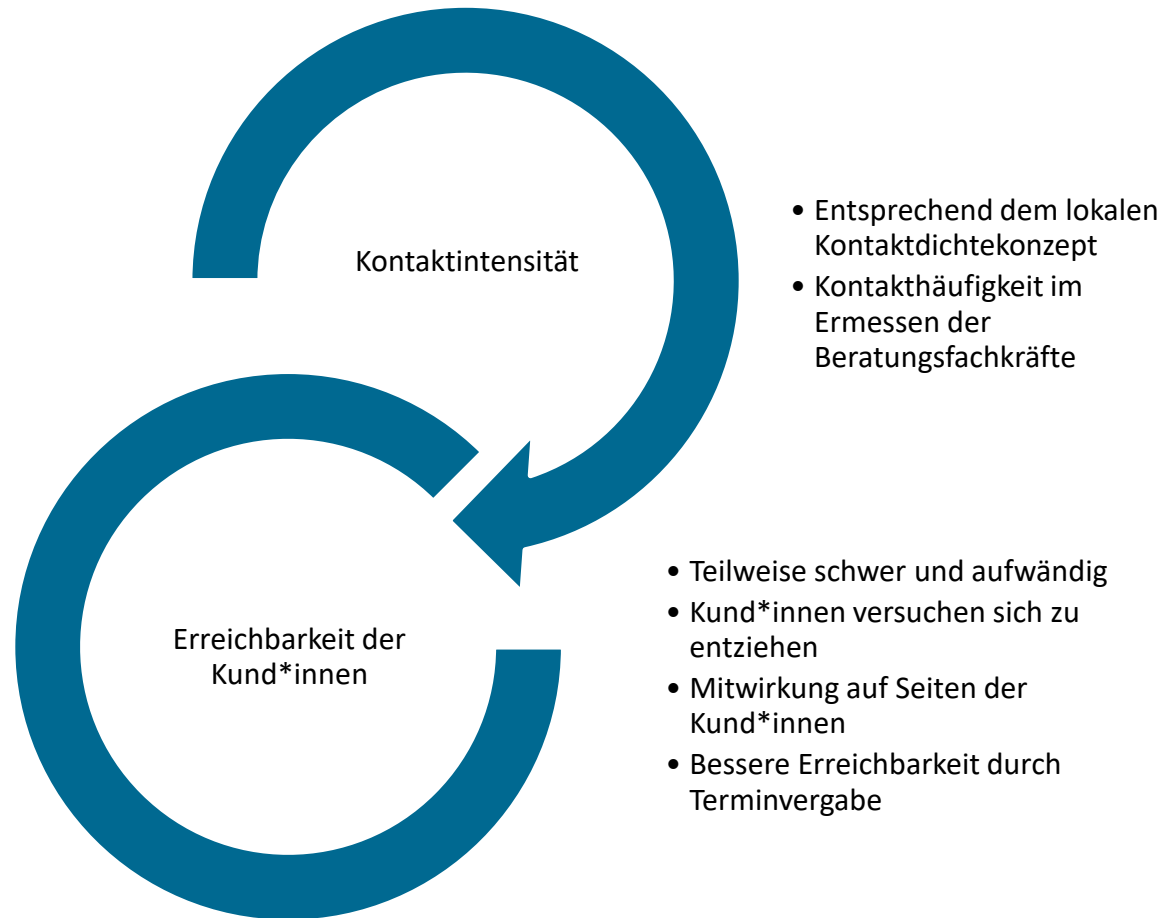 Kontaktintensität
• Entsprechend dem lokalen
Kontaktdichtekonzept
• Kontakthäufigkeit im
Ermessen der
Beratungsfachkräfte
Erreichbarkeit der
Kund*innen
• Teilweise schwer und aufwändig
• Kund*innen versuchen sich zu
entziehen
• Mitwirkung auf Seiten der
Kund*innen
• Bessere Erreichbarkeit durch
Terminvergabe